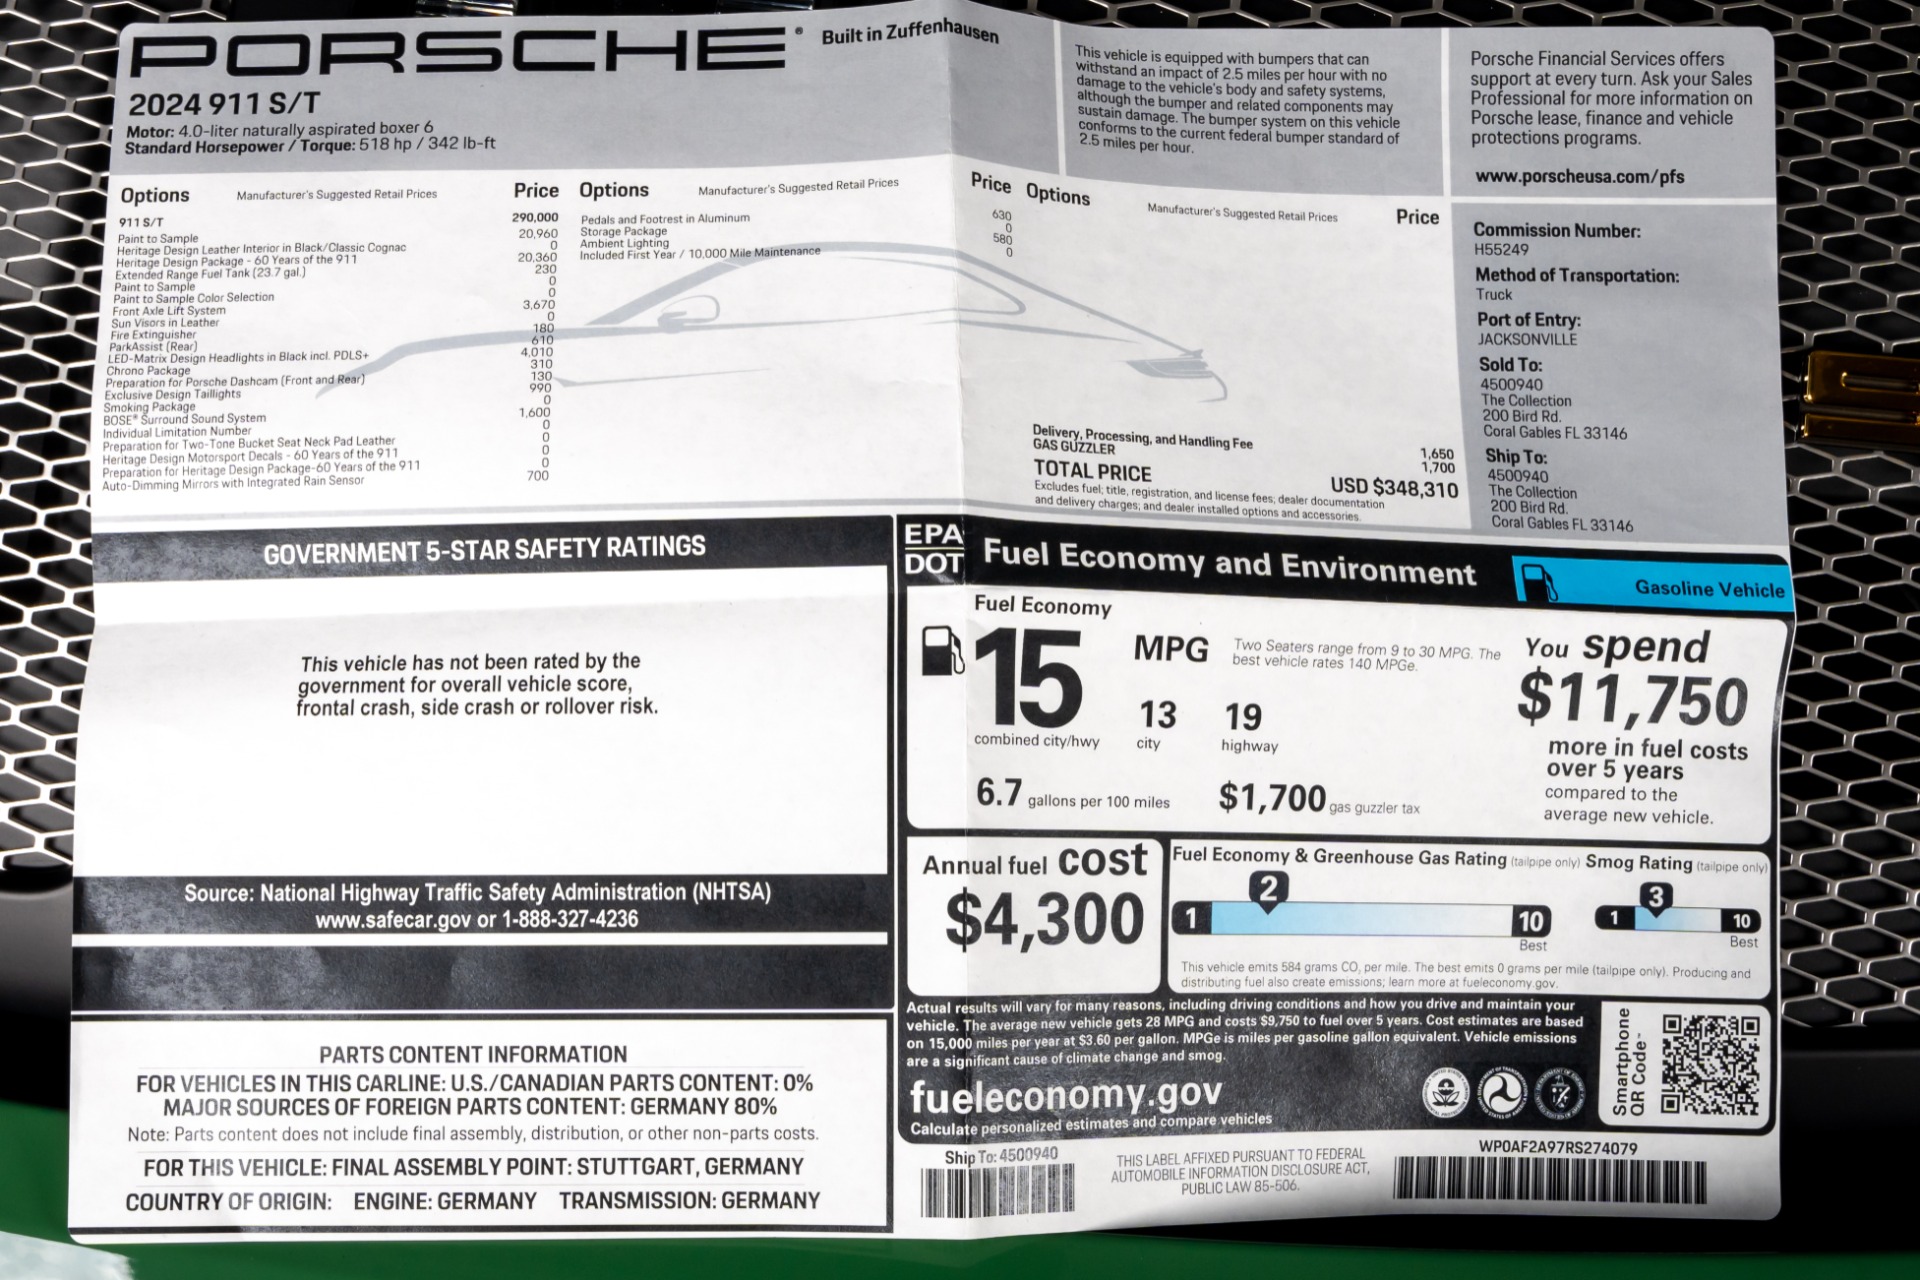 PORSCHE® Built in Zuffenhausen
2024 911 S/T
Motor: 4.0-liter naturally aspirated boxer 6
Standard Horsepower / Torque: 518 hp / 342 lb-ft
This vehicle is equipped with bumpers that can
withstand an impact of 2.5 miles per hour with no
damage to the vehicle's body and safety systems,
although the bumper and related components may
sustain damage. The bumper system on this vehicle
conforms to the current federal bumper standard of
2.5 miles per hour.
Porsche Financial Services offers
support at every turn. Ask your Sales
Professional for more information on
Porsche lease, finance and vehicle
protections programs.
www.porscheusa.com/pfs
Options Manufacturer's Suggested Retail Prices Price
911 S/T 290,000
Paint to Sample 20,960
Heritage Design Leather Interior in Black/Classic Cognac 0
Heritage Design Package - 60 Years of the 911 20,360
Extended Range Fuel Tank (23.7 gal.) 230
Paint to Sample 0
Paint to Sample Color Selection 0
Front Axle Lift System 3,670
Sun Visors in Leather 0
Fire Extinguisher 180
ParkAssist (Rear) 610
LED-Matrix Design Headlights in Black incl. PDLS+ 4,010
Chrono Package 310
Preparation for Porsche Dashcam (Front and Rear) 130
Exclusive Design Taillights 990
Smoking Package 0
BOSE® Surround Sound System 1,600
Individual Limitation Number 0
Preparation for Two-Tone Bucket Seat Neck Pad Leather 0
Heritage Design Motorsport Decals - 60 Years of the 911 0
Preparation for Heritage Design Package-60 Years of the 911 0
Auto-Dimming Mirrors with Integrated Rain Sensor 700
Options Manufacturer's Suggested Retail Prices Price
Pedals and Footrest in Aluminum 630
Storage Package 0
Ambient Lighting 580
Included First Year / 10,000 Mile Maintenance 0
Options Manufacturer's Suggested Retail Prices Price
Delivery, Processing, and Handling Fee 1,650
GAS GUZZLER 1,700
TOTAL PRICE USD $348,310
Excludes fuel; title, registration, and license fees; dealer documentation
and delivery charges; and dealer installed options and accessories.
Commission Number:
H55249
Method of Transportation:
Truck
Port of Entry:
JACKSONVILLE
Sold To:
4500940
The Collection
200 Bird Rd.
Coral Gables FL 33146
Ship To:
4500940
The Collection
200 Bird Rd.
Coral Gables FL 33146
GOVERNMENT 5-STAR SAFETY RATINGS
This vehicle has not been rated by the
government for overall vehicle score,
frontal crash, side crash or rollover risk.
Source: National Highway Traffic Safety Administration (NHTSA)
www.safecar.gov or 1-888-327-4236
PARTS CONTENT INFORMATION
FOR VEHICLES IN THIS CARLINE: U.S./CANADIAN PARTS CONTENT: 0%
MAJOR SOURCES OF FOREIGN PARTS CONTENT: GERMANY 80%
Note: Parts content does not include final assembly, distribution, or other non-parts costs.
FOR THIS VEHICLE: FINAL ASSEMBLY POINT: STUTTGART, GERMANY
COUNTRY OF ORIGIN: ENGINE: GERMANY TRANSMISSION: GERMANY
EPA
DOT
Fuel Economy and Environment
Gasoline Vehicle
Fuel Economy
15 MPG
combined city/hwy
13
city
19
highway
Two Seaters range from 9 to 30 MPG. The
best vehicle rates 140 MPGe.
6.7 gallons per 100 miles
$1,700 gas guzzler tax
You spend
$11,750
more in fuel costs
over 5 years
compared to the
average new vehicle.
Annual fuel cost
$4,300
Fuel Economy & Greenhouse Gas Rating (tailpipe only)
2
1
10
Best
Smog Rating (tailpipe only)
3
1
10
Best
This vehicle emits 584 grams CO₂ per mile. The best emits 0 grams per mile (tailpipe only). Producing and
distributing fuel also create emissions; learn more at fueleconomy.gov.
Actual results will vary for many reasons, including driving conditions and how you drive and maintain your
vehicle. The average new vehicle gets 28 MPG and costs $9,750 to fuel over 5 years. Cost estimates are based
on 15,000 miles per year at $3.60 per gallon. MPGe is miles per gasoline gallon equivalent. Vehicle emissions
are a significant cause of climate change and smog.
fueleconomy.gov
Calculate personalized estimates and compare vehicles
Smartphone
QR Code
Ship To: 4500940
THIS LABEL AFFIXED PURSUANT TO FEDERAL
AUTOMOBILE INFORMATION DISCLOSURE ACT,
PUBLIC LAW 85-506.
WP0AF2A97RS274079